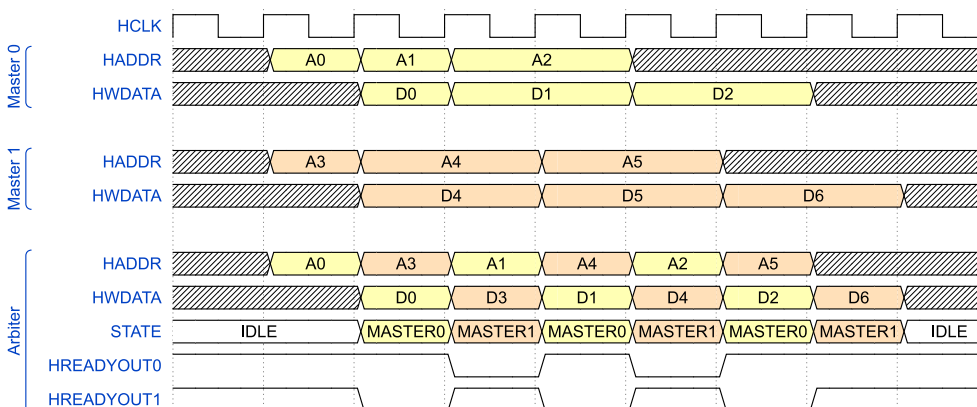 HCLK
Master 0
HADDR A0 A1 A2
HWDATA D0 D1 D2
Master 1
HADDR A3 A4 A5
HWDATA D4 D5 D6
Arbiter
HADDR A0 A3 A1 A4 A2 A5
HWDATA D0 D3 D1 D4 D2 D6
STATE IDLE MASTER0 MASTER1 MASTER0 MASTER1 MASTER0 MASTER1 IDLE
HREADYOUT0
HREADYOUT1